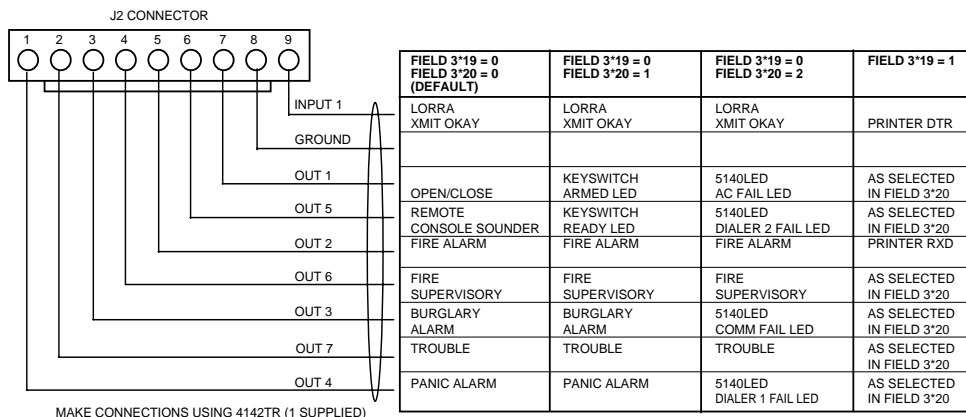 J2 CONNECTOR
1 2 3 4 5 6 7 8 9
FIELD 3*19 = 0 FIELD 3*19 = 0 FIELD 3*19 = 0 FIELD 3*19 = 1
FIELD 3*20 = 0 FIELD 3*20 = 1 FIELD 3*20 = 2
(DEFAULT)
INPUT 1 LORRA LORRA LORRA
XMIT OKAY XMIT OKAY XMIT OKAY PRINTER DTR
GROUND
OUT 1 KEYSWITCH 5140LED AS SELECTED
OPEN/CLOSE ARMED LED AC FAIL LED IN FIELD 3*20
OUT 5 REMOTE KEYSWITCH 5140LED AS SELECTED
CONSOLE SOUNDER READY LED DIALER 2 FAIL LED IN FIELD 3*20
OUT 2 FIRE ALARM FIRE ALARM FIRE ALARM PRINTER RXD
OUT 6 FIRE FIRE FIRE AS SELECTED
SUPERVISORY SUPERVISORY SUPERVISORY IN FIELD 3*20
OUT 3 BURGLARY BURGLARY 5140LED AS SELECTED
ALARM ALARM COMM FAIL LED IN FIELD 3*20
OUT 7 TROUBLE TROUBLE TROUBLE AS SELECTED
IN FIELD 3*20
OUT 4 PANIC ALARM PANIC ALARM 5140LED AS SELECTED
DIALER 1 FAIL LED IN FIELD 3*20
MAKE CONNECTIONS USING 4142TR (1 SUPPLIED)